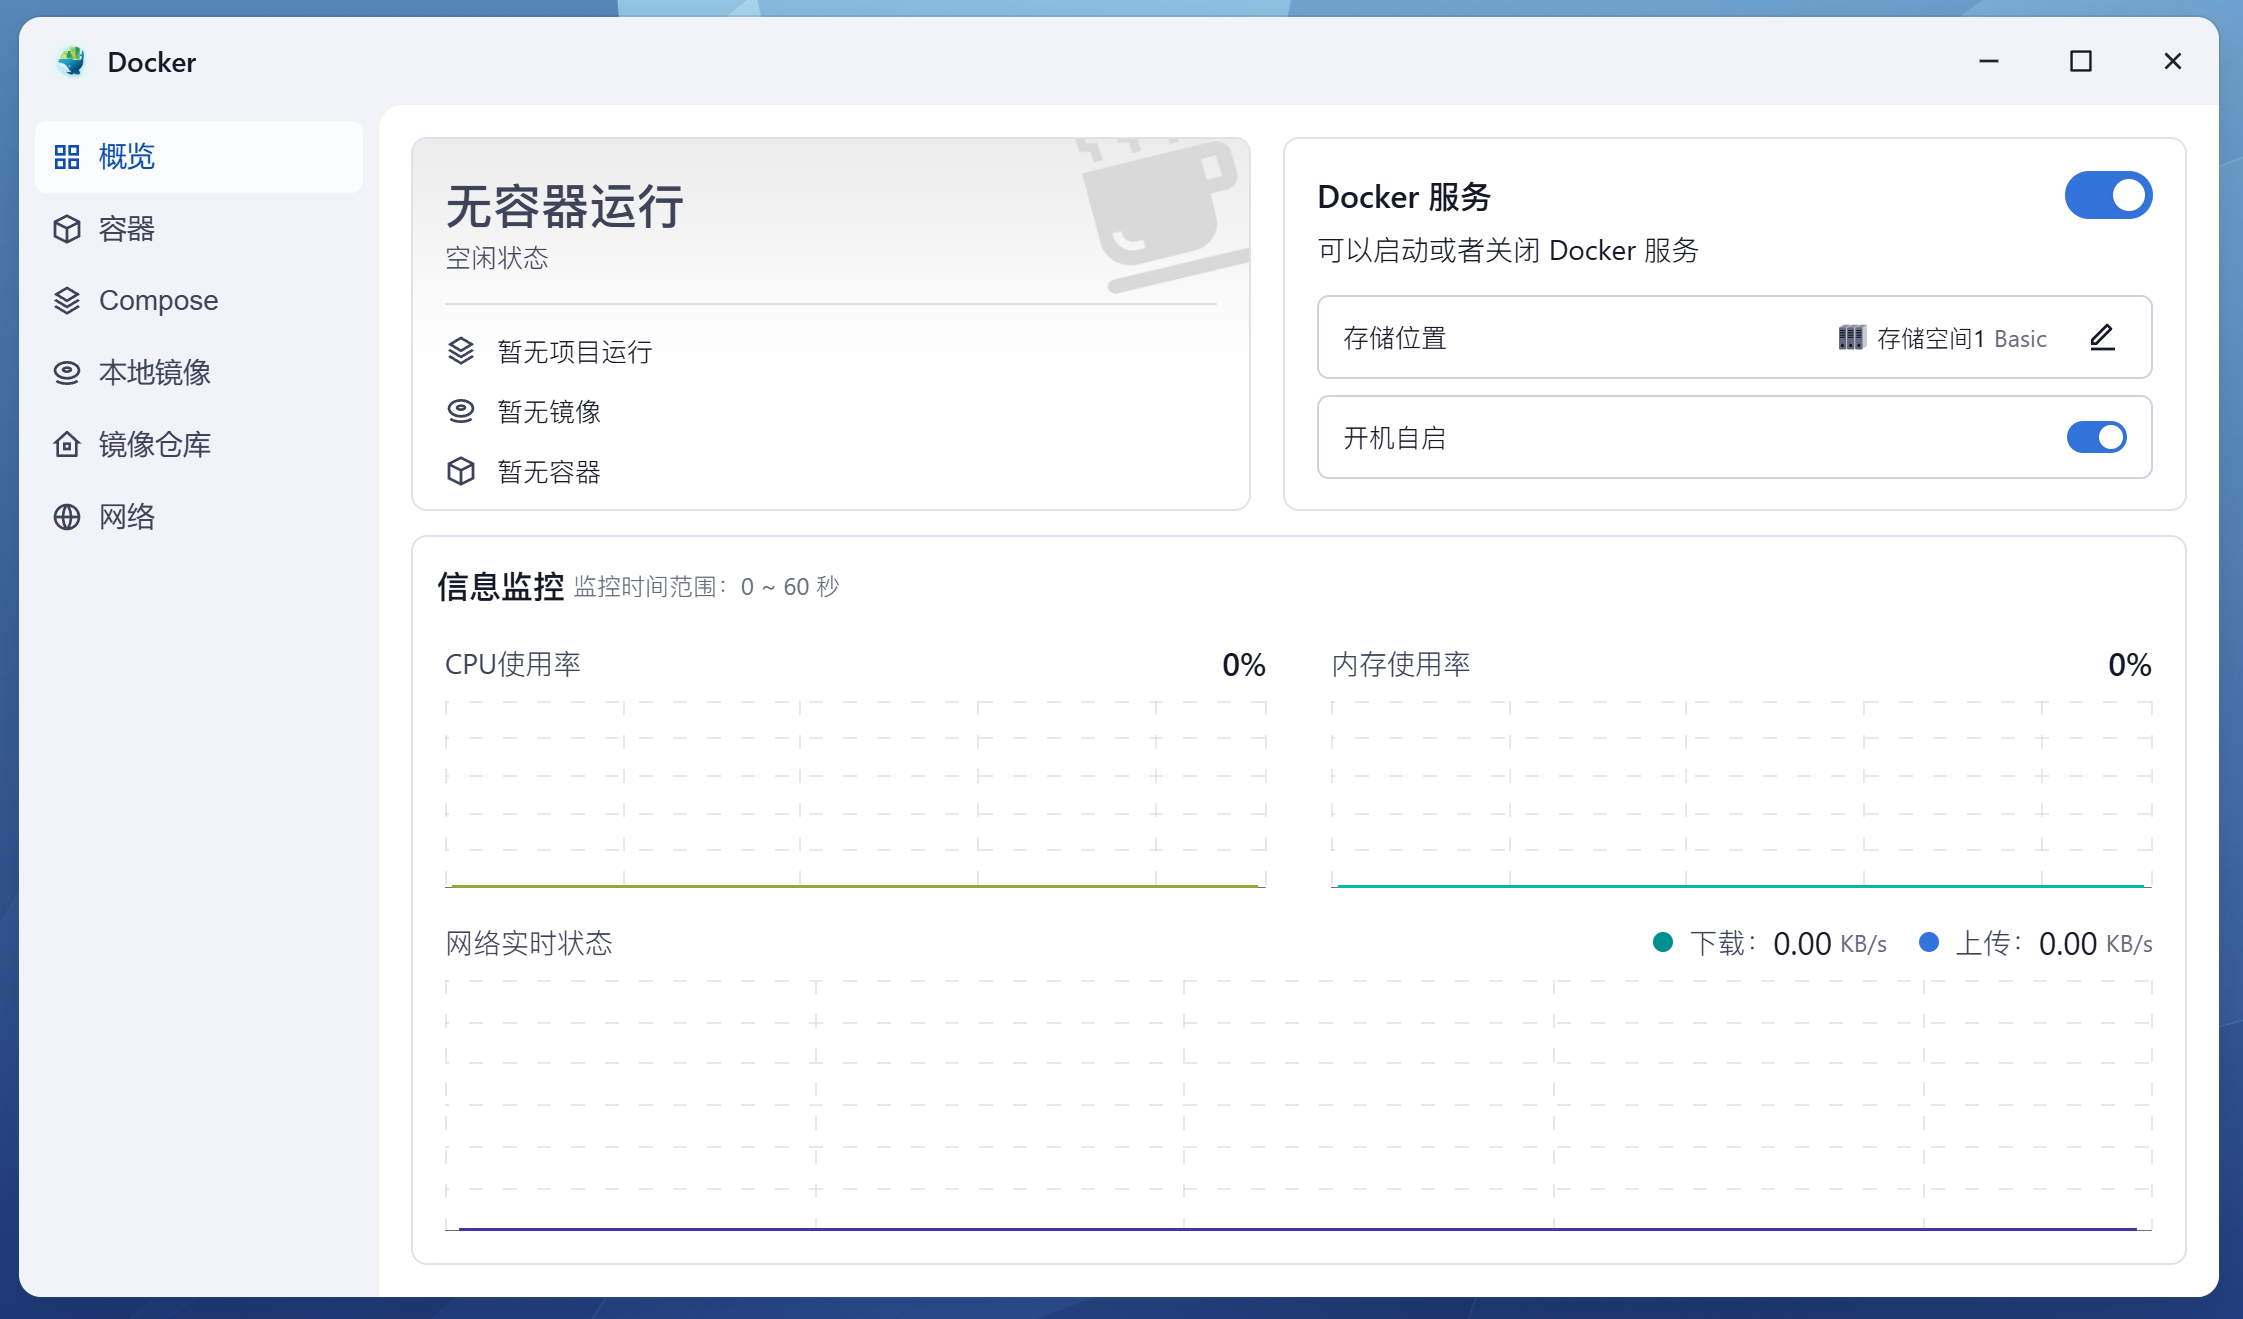 Docker
概览
容器
Compose
本地镜像
镜像仓库
网络
无容器运行
空闲状态
暂无项目运行
暂无镜像
暂无容器
Docker 服务
可以启动或者关闭 Docker 服务
存储位置 存储空间1 Basic
开机自启
信息监控 监控时间范围：0 ~ 60 秒
CPU使用率 0%
内存使用率 0%
网络实时状态 下载：0.00 KB/s 上传：0.00 KB/s